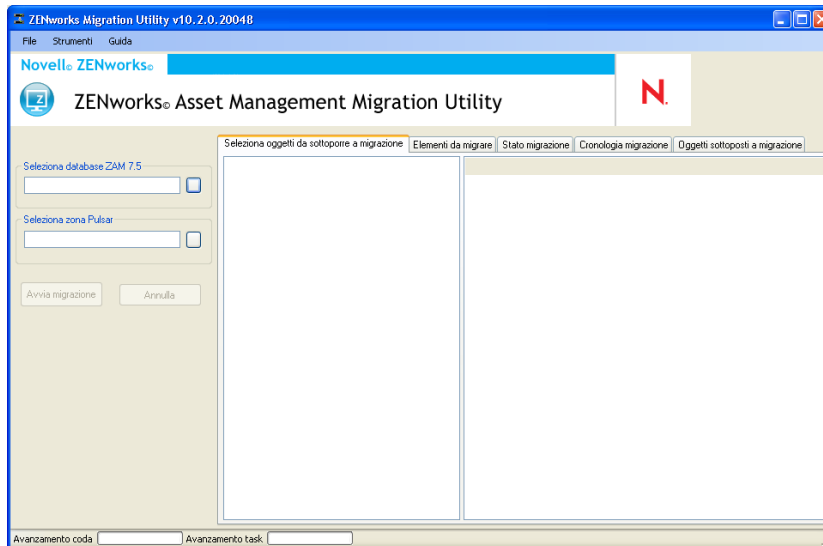 ZENworks Migration Utility v10.2.0.20048
File Strumenti Guida
Novell© ZENworks©
ZENworks© Asset Management Migration Utility
N.
Seleziona oggetti da sottoporre a migrazione Elementi da migrare Stato migrazione Cronologia migrazione Oggetti sottoposti a migrazione
Seleziona database ZAM 7.5
Seleziona zona Pulsar
Avvia migrazione Annulla
Avanzamento coda Avanzamento task